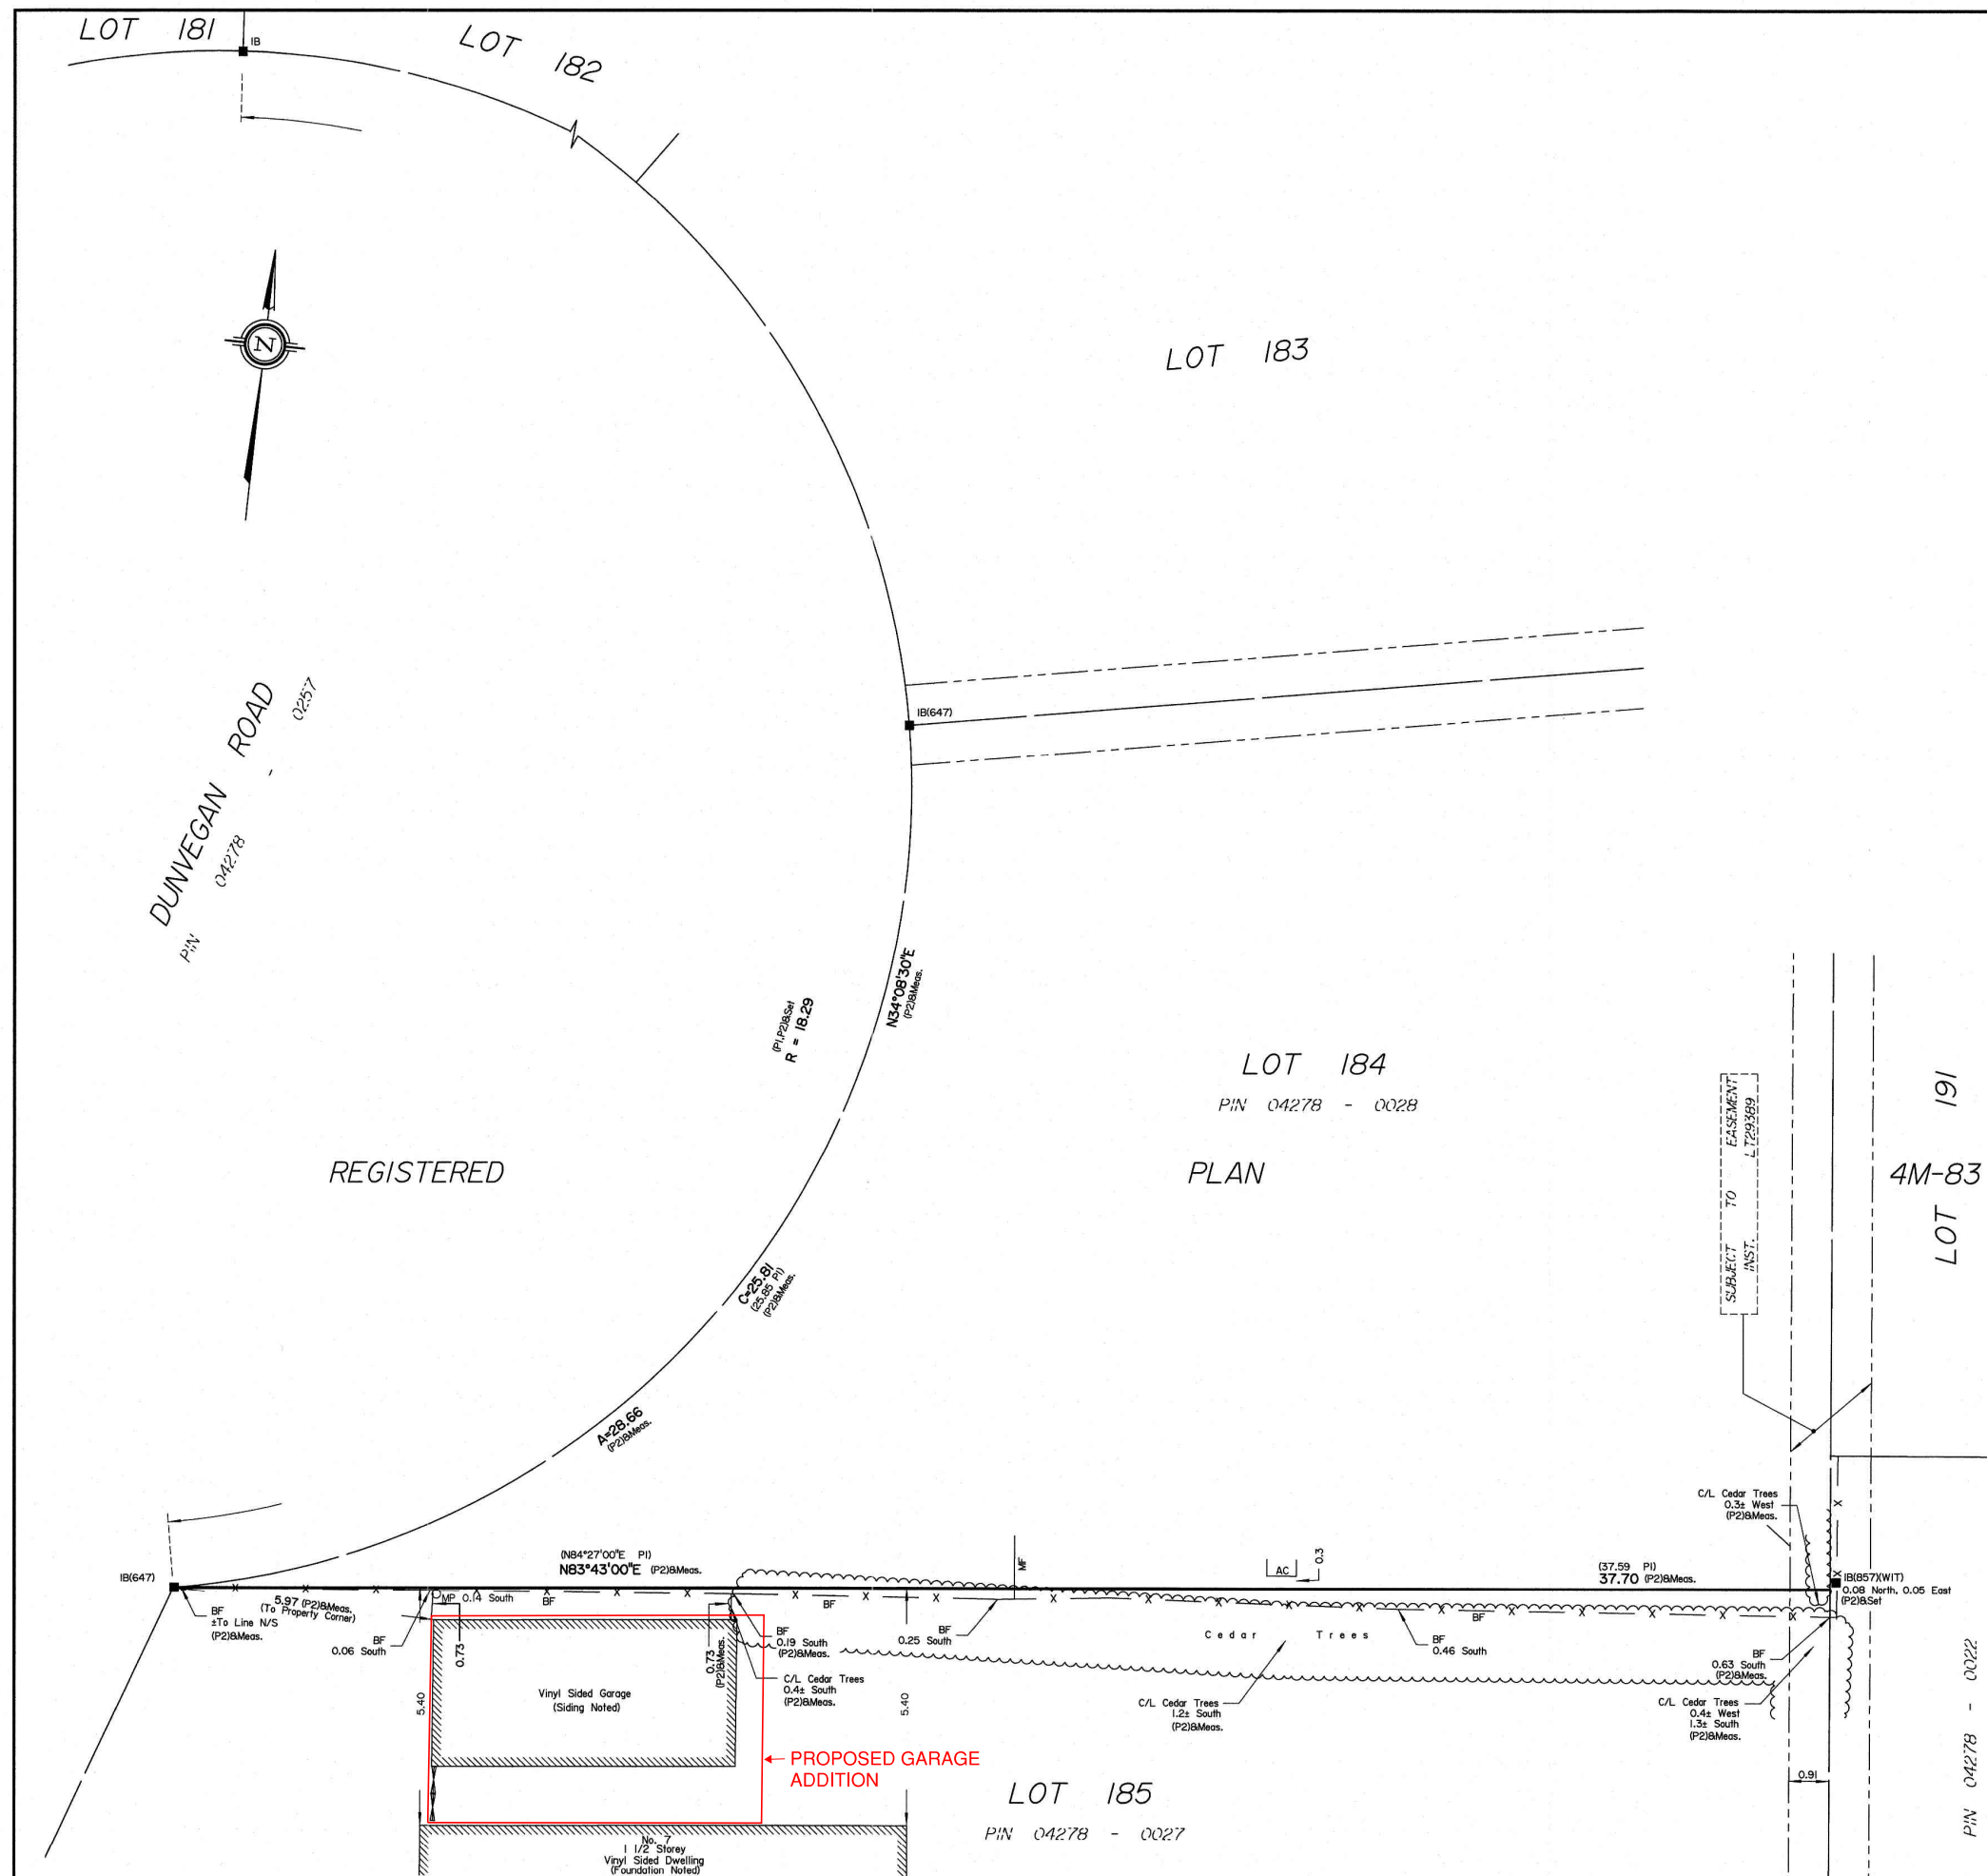 LOT 181
IB
LOT 182
N
LOT 183
DUNVEGAN ROAD
PIN 04278 - 0257
IB(647)
N34°08'30"E
(P2)&Meas.
(P1,P2)&Set
R = 18.29
LOT 184
PIN 04278 - 0028
SUBJECT TO EASEMENT
INST. LT29389
LOT 191
REGISTERED PLAN 4M-83
C=25.81
(25.85 P1)
(P2)&Meas.
A=28.66
(P2)&Meas.
C/L Cedar Trees
0.3± West
(P2)&Meas.
(N84°27'00"E P1)
N83°43'00"E (P2)&Meas.
MF
AC
0.3
(37.59 P1)
37.70 (P2)&Meas.
IB(647)
IB(857)(WIT)
0.08 North, 0.05 East
(P2)&Set
5.97 (P2)&Meas.
(To Property Corner)
BF
±To Line N/S
(P2)&Meas.
MP 0.14 South
BF
BF
BF
0.06 South
0.73
0.73
(P2)&Meas.
BF
0.19 South
(P2)&Meas.
BF
0.25 South
Cedar Trees
BF
BF
0.46 South
BF
0.63 South
(P2)&Meas.
C/L Cedar Trees
0.4± South
(P2)&Meas.
Vinyl Sided Garage
(Siding Noted)
5.40
5.40
C/L Cedar Trees
1.2± South
(P2)&Meas.
C/L Cedar Trees
0.4± West
1.3± South
(P2)&Meas.
PROPOSED GARAGE
ADDITION
0.91
LOT 185
PIN 04278 - 0027
PIN 04278 - 0022
No. 7
1 1/2 Storey
Vinyl Sided Dwelling
(Foundation Noted)